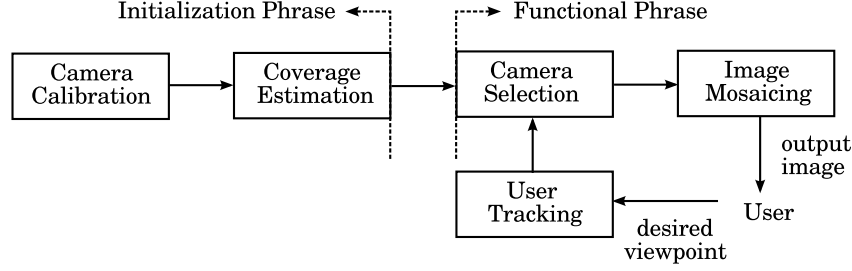 Initialization Phrase
Functional Phrase
Camera
Calibration
Coverage
Estimation
Camera
Selection
Image
Mosaicing
output
image
User
Tracking
User
desired
viewpoint